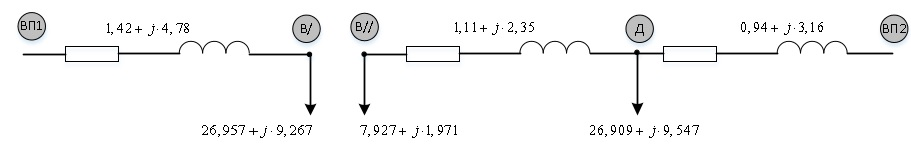 ВП1 1,42 + j·4,78 В/ В// 1,11 + j·2,35 Д 0,94 + j·3,16 ВП2
26,957 + j·9,267 7,927 + j·1,971 26,909 + j·9,547